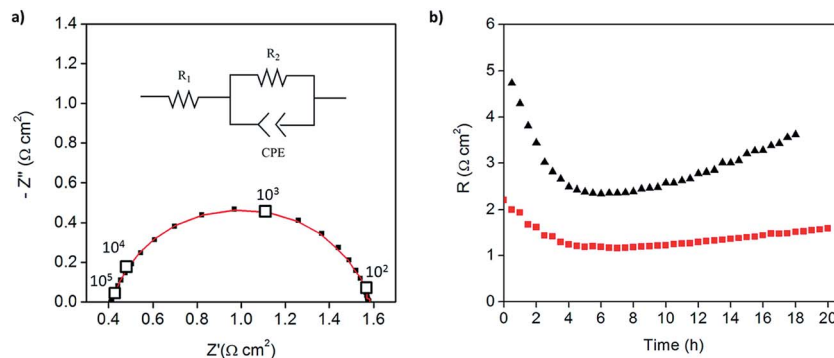 a)
1.4
1.2
1.0
0.8
0.6
0.4
0.2
0.0
- Z'' (Ω cm²)
R₁
R₂
CPE
10⁵
10⁴
10³
10²
0.4 0.6 0.8 1.0 1.2 1.4 1.6
Z'(Ω cm²)
b)
6
5
4
3
2
1
0
R (Ω cm²)
0 2 4 6 8 10 12 14 16 18 20
Time (h)